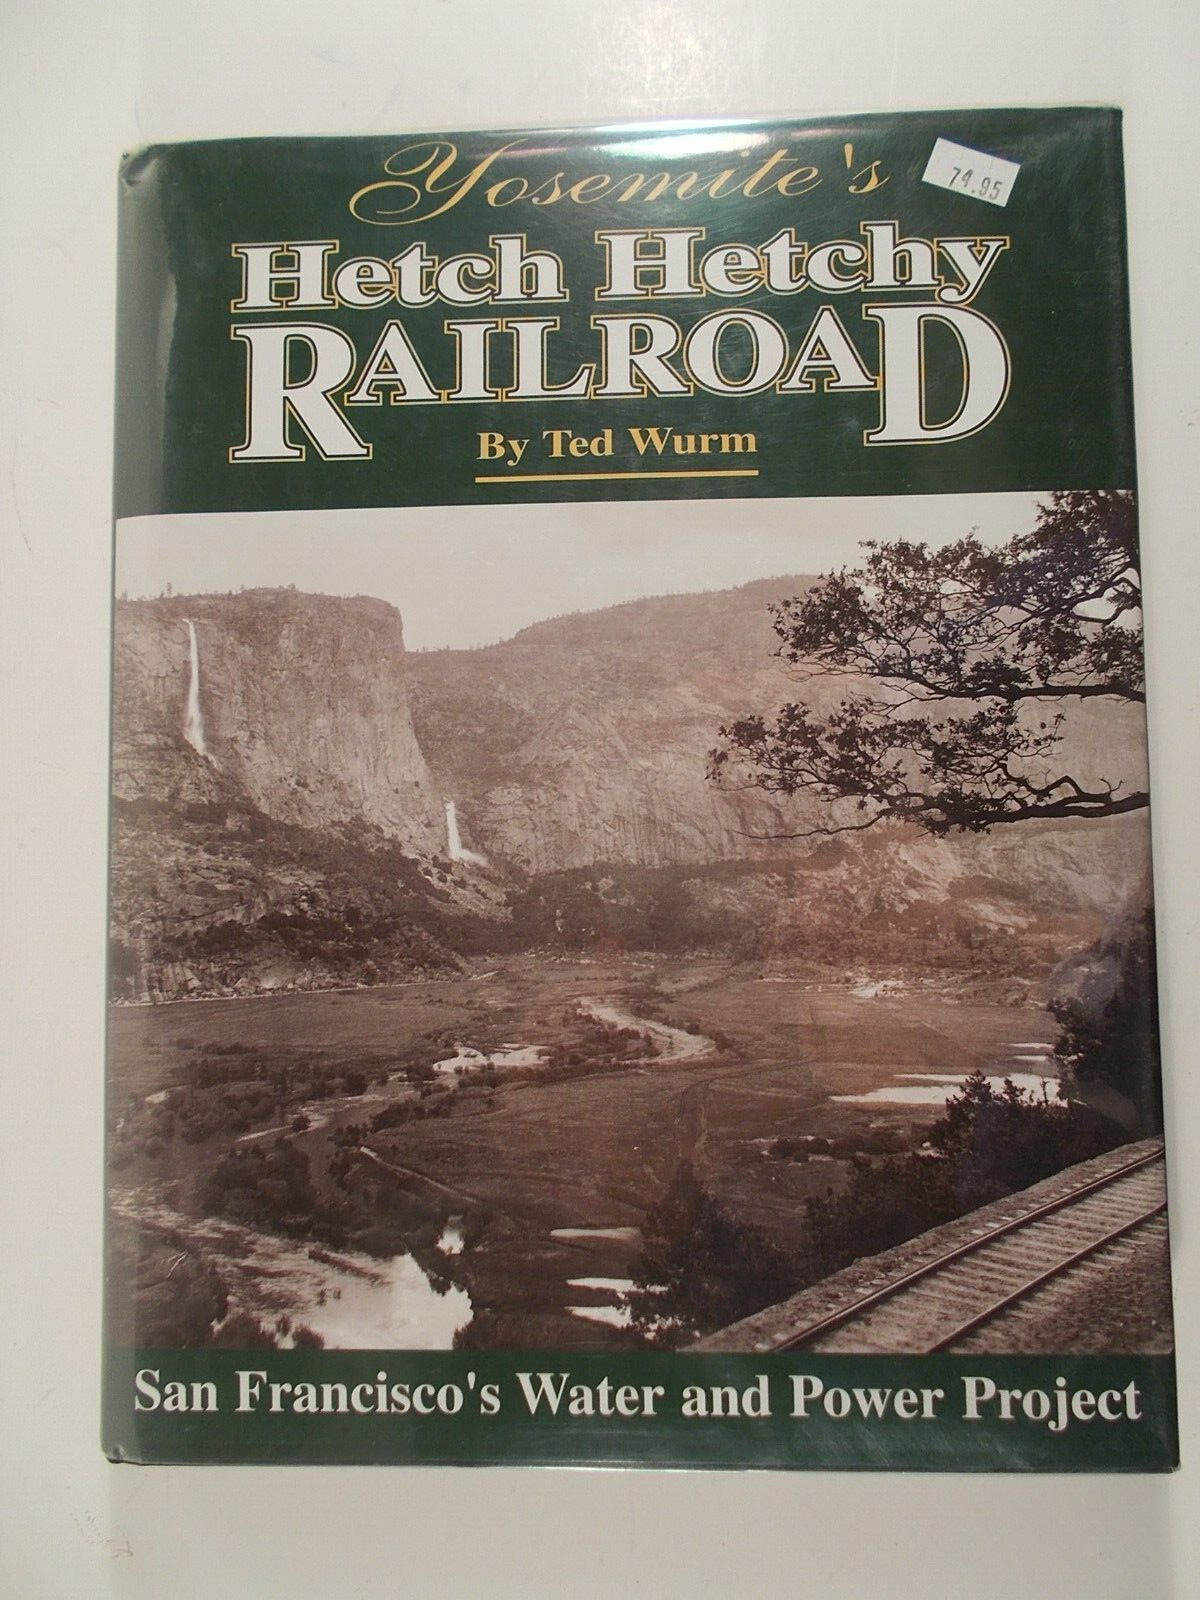 Yosemite's
74.95
Hetch Hetchy
RAILROAD
By Ted Wurm
San Francisco's Water and Power Project